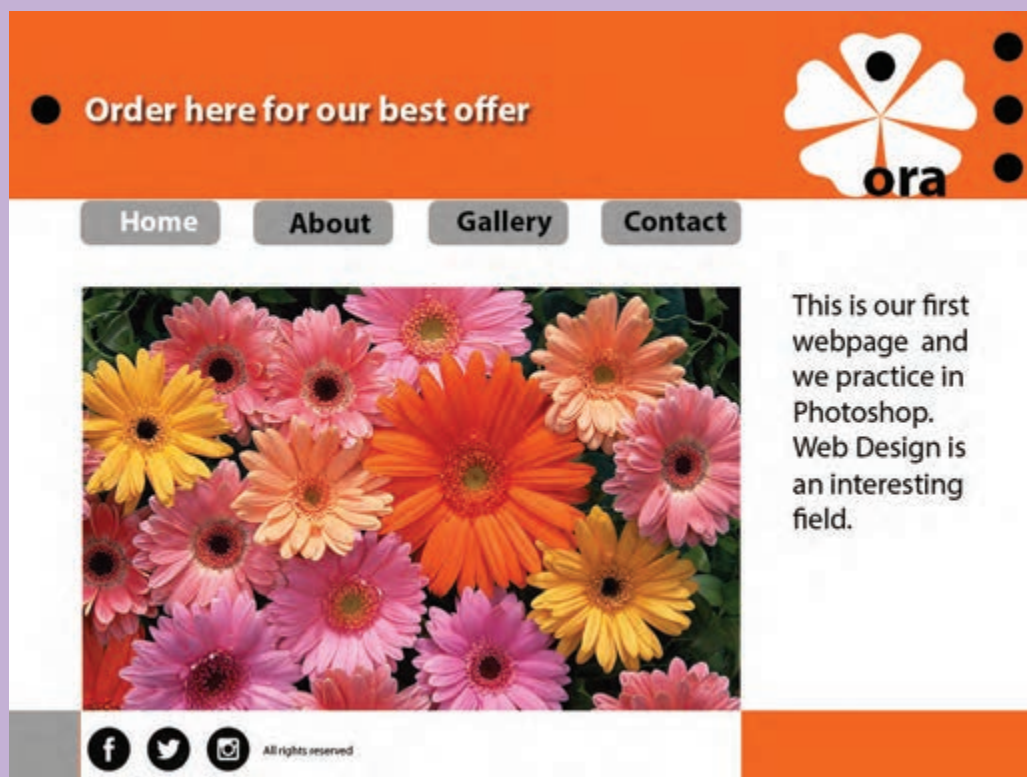 Order here for our best offer
ora
Home About Gallery Contact
This is our first
webpage and
we practice in
Photoshop.
Web Design is
an interesting
field.
All rights reserved